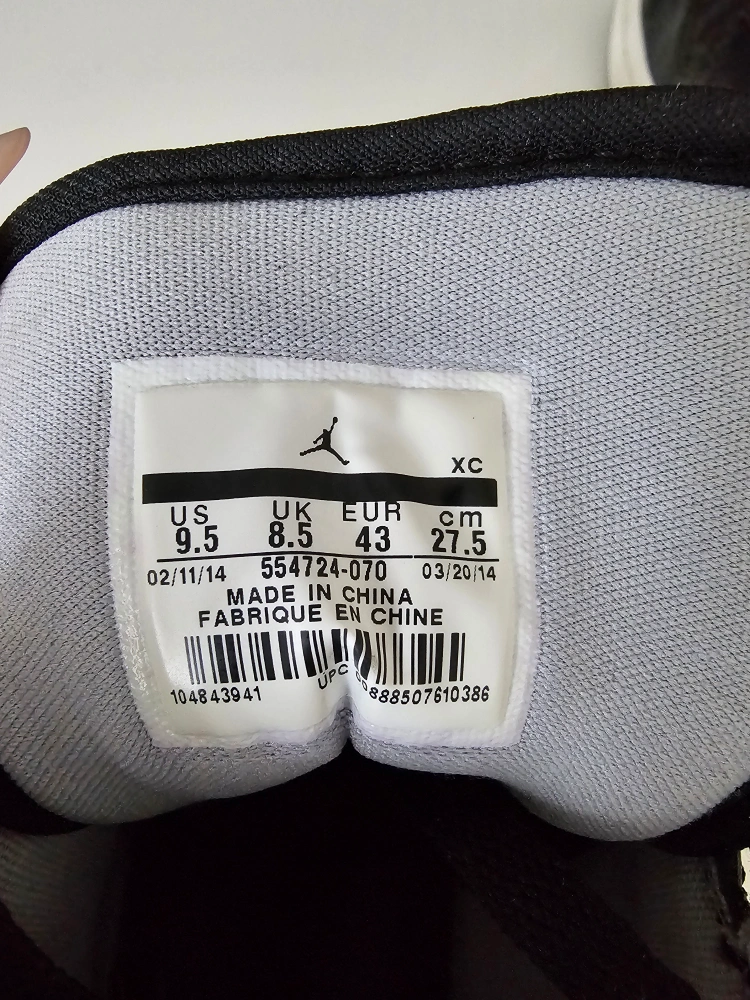 XC
US UK EUR cm
9.5 8.5 43 27.5
02/11/14 554724-070 03/20/14
MADE IN CHINA
FABRIQUE EN CHINE
104843941 UPC 00888507610386